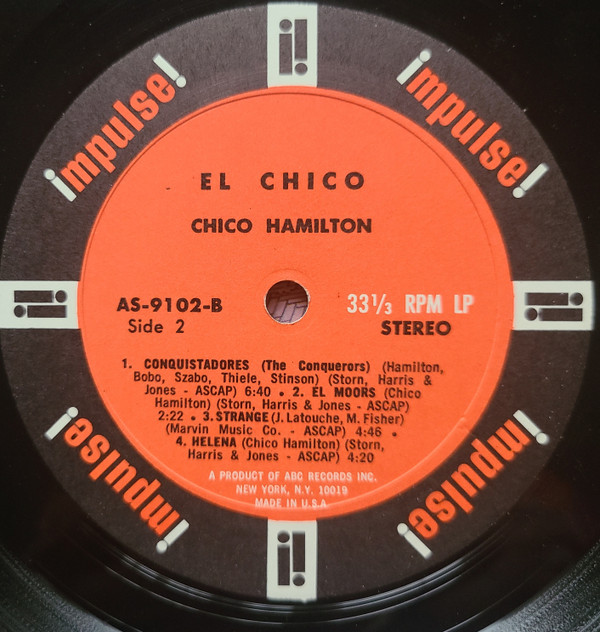 impulse!
impulse!
EL CHICO
CHICO HAMILTON
AS-9102-B
Side 2
33 1/3 RPM LP
STEREO
1. CONQUISTADORES (The Conquerors) (Hamilton,
Bobo, Szabo, Thiele, Stinson) (Storn, Harris &
Jones - ASCAP) 6:40 • 2. EL MOORS (Chico
Hamilton) (Storn, Harris & Jones - ASCAP)
2:22 • 3. STRANGE (J. Latouche, M. Fisher)
(Marvin Music Co. - ASCAP) 4:46 •
4. HELENA (Chico Hamilton) (Storn,
Harris & Jones - ASCAP) 4:20
A PRODUCT OF ABC RECORDS INC.
NEW YORK, N.Y. 10019
MADE IN U.S.A.
impulse!
impulse!